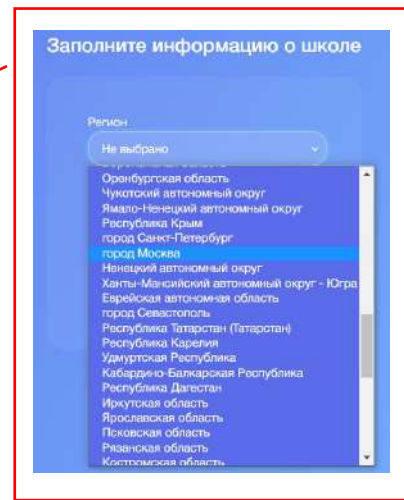 Заполните информацию о школе
Регион
Не выбрано
Оренбургская область
Чукотский автономный округ
Ямало-Ненецкий автономный округ
Республика Крым
город Санкт-Петербург
город Москва
Ненецкий автономный округ
Ханты-Мансийский автономный округ - Югра
Еврейская автономная область
город Севастополь
Республика Татарстан (Татарстан)
Республика Карелия
Удмуртская Республика
Кабардино-Балкарская Республика
Республика Дагестан
Иркутская область
Ярославская область
Псковская область
Рязанская область
Костромская область